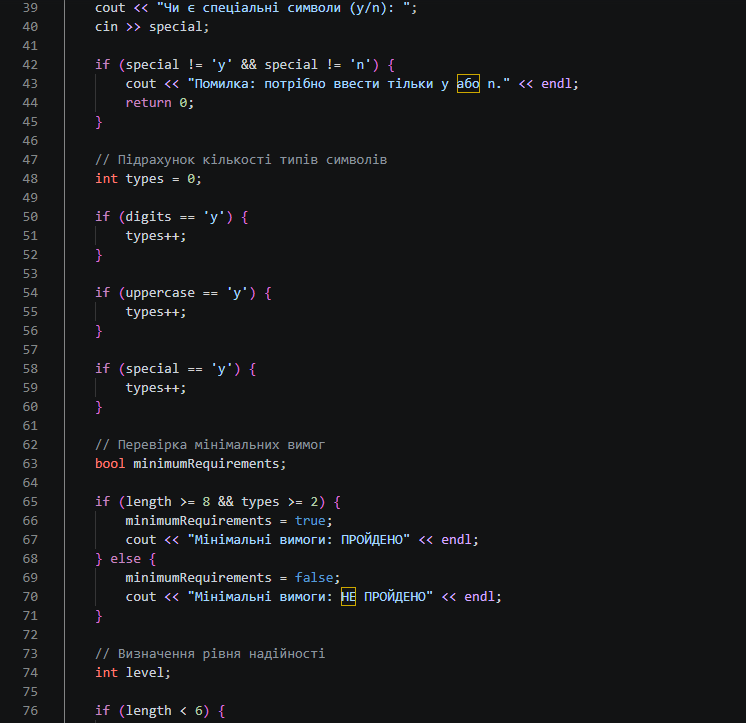 39 cout << "Чи є спеціальні символи (y/n): ";
40 cin >> special;
41
42 if (special != 'y' && special != 'n') {
43 cout << "Помилка: потрібно ввести тільки y або n." << endl;
44 return 0;
45 }
46
47 // Підрахунок кількості типів символів
48 int types = 0;
49
50 if (digits == 'y') {
51 types++;
52 }
53
54 if (uppercase == 'y') {
55 types++;
56 }
57
58 if (special == 'y') {
59 types++;
60 }
61
62 // Перевірка мінімальних вимог
63 bool minimumRequirements;
64
65 if (length >= 8 && types >= 2) {
66 minimumRequirements = true;
67 cout << "Мінімальні вимоги: ПРОЙДЕНО" << endl;
68 } else {
69 minimumRequirements = false;
70 cout << "Мінімальні вимоги: НЕ ПРОЙДЕНО" << endl;
71 }
72
73 // Визначення рівня надійності
74 int level;
75
76 if (length < 6) {